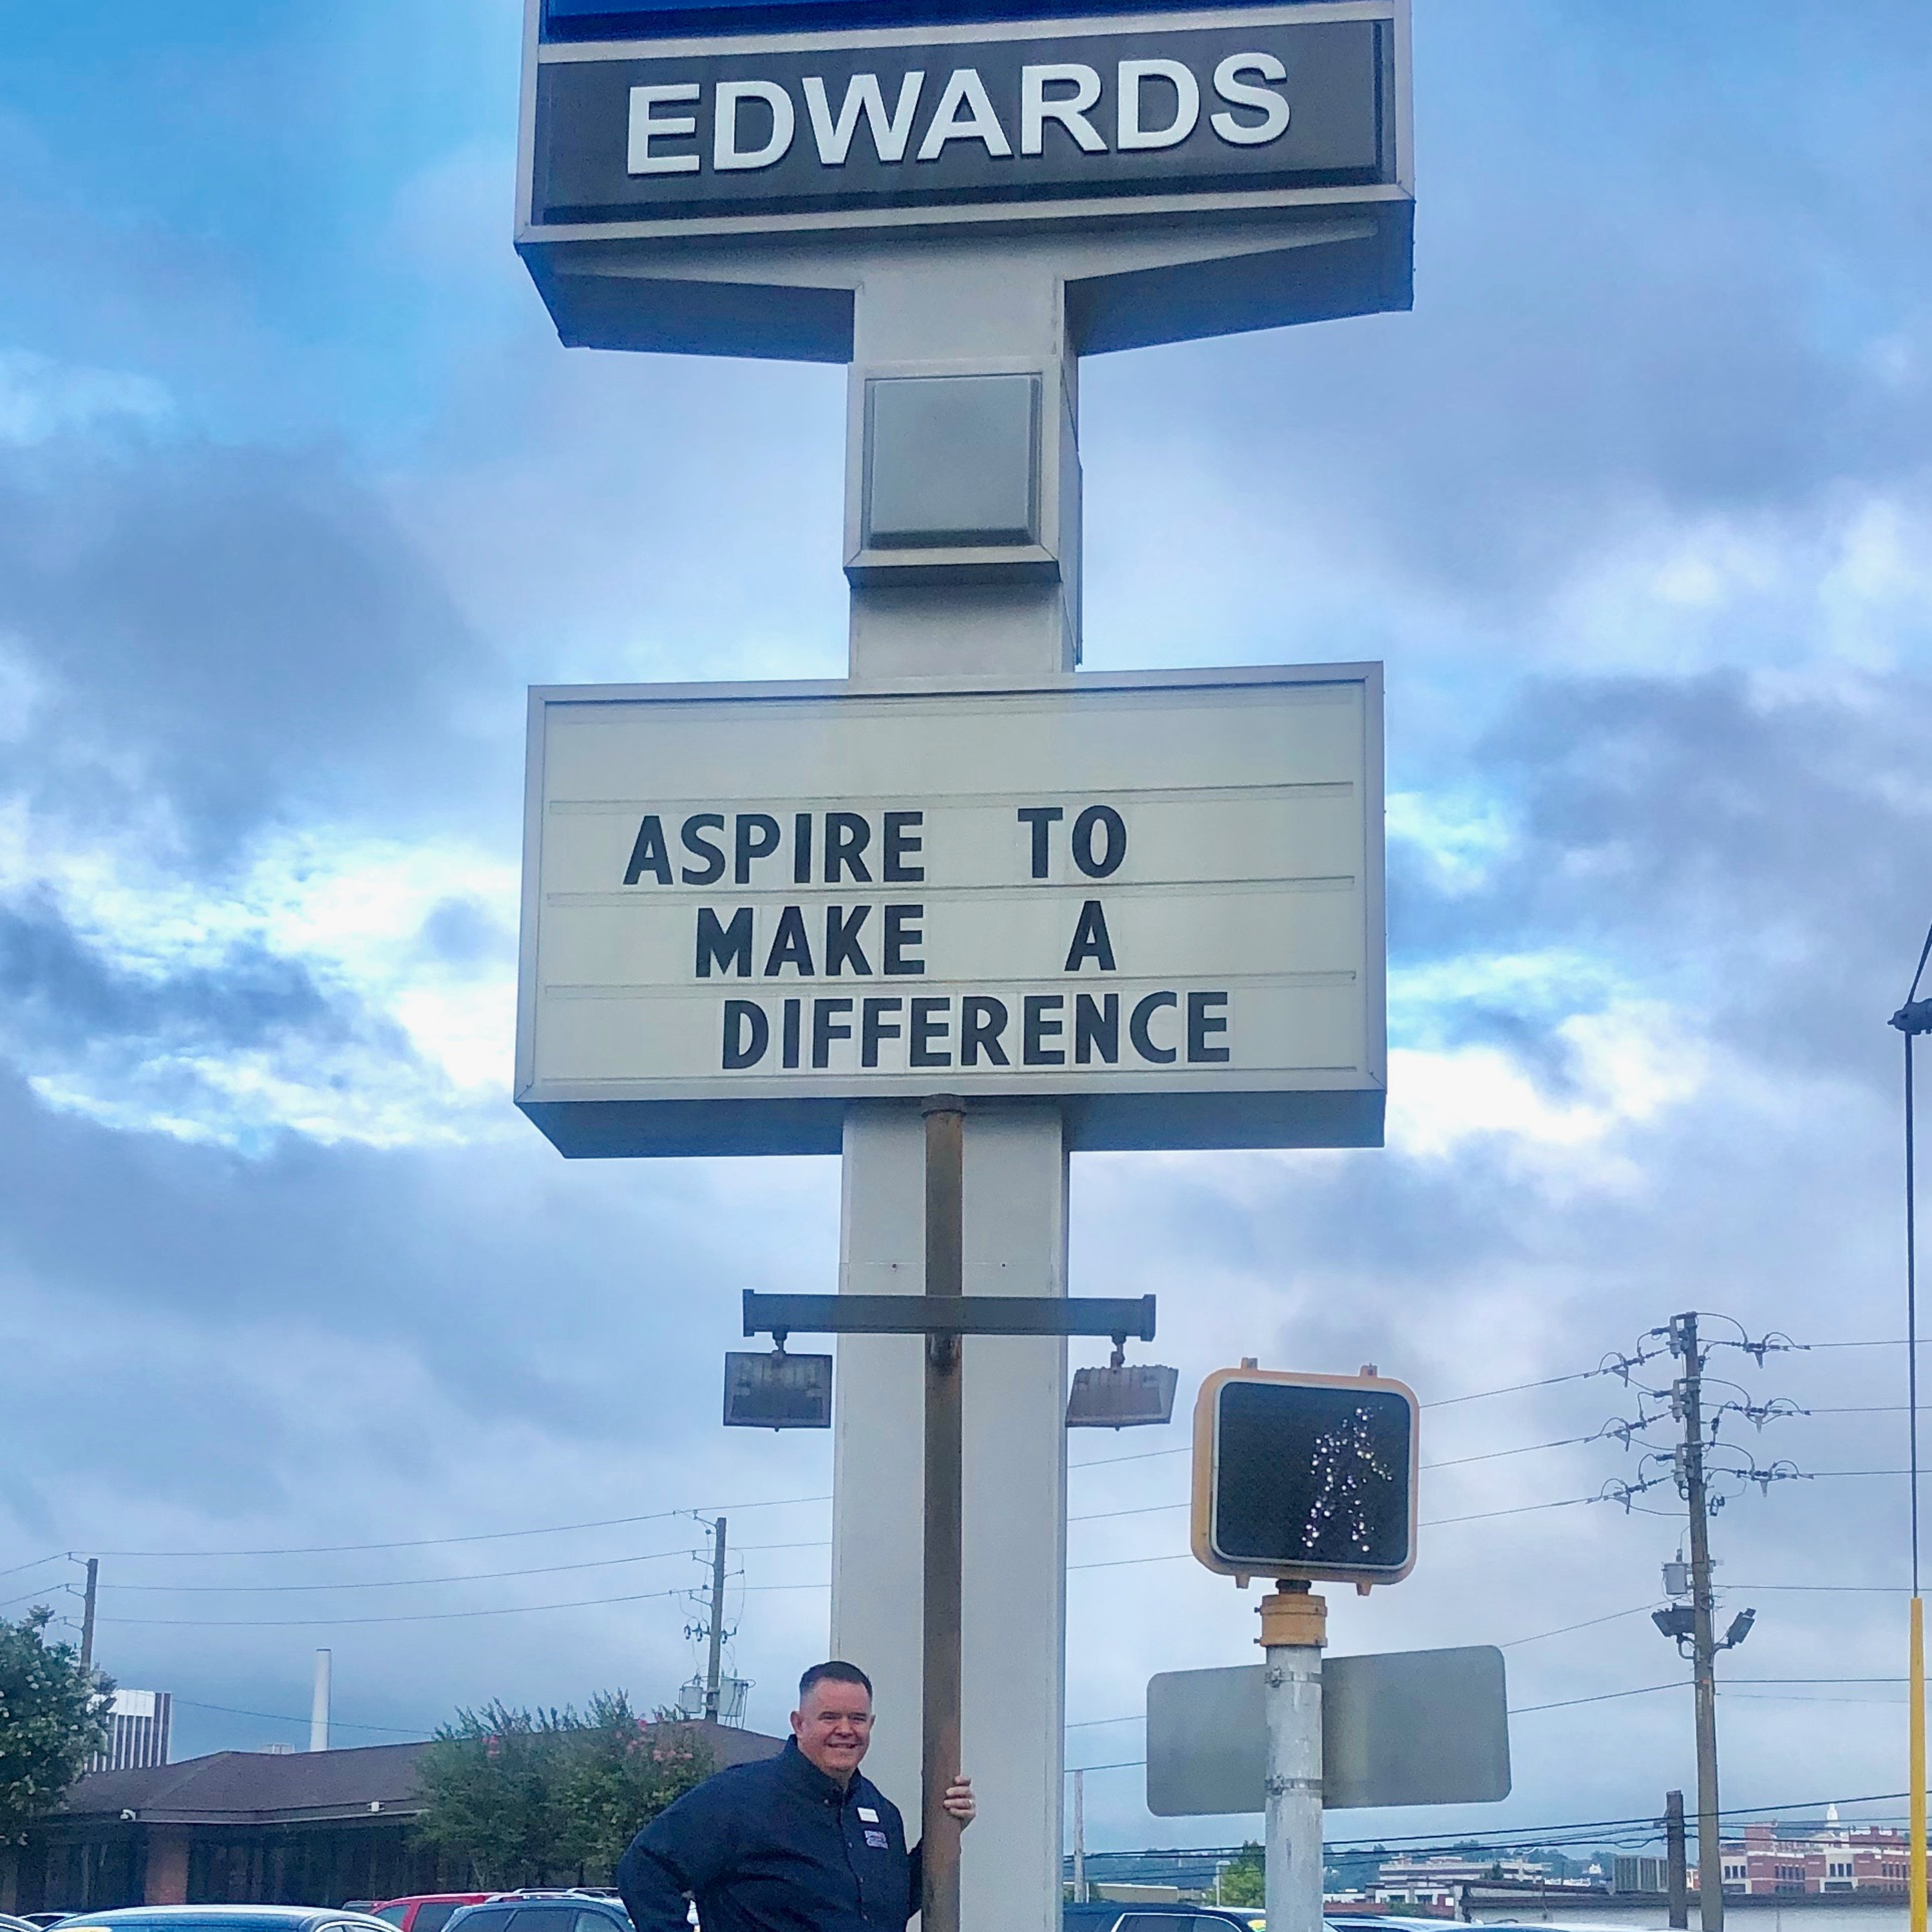 EDWARDS
ASPIRE TO
MAKE A
DIFFERENCE